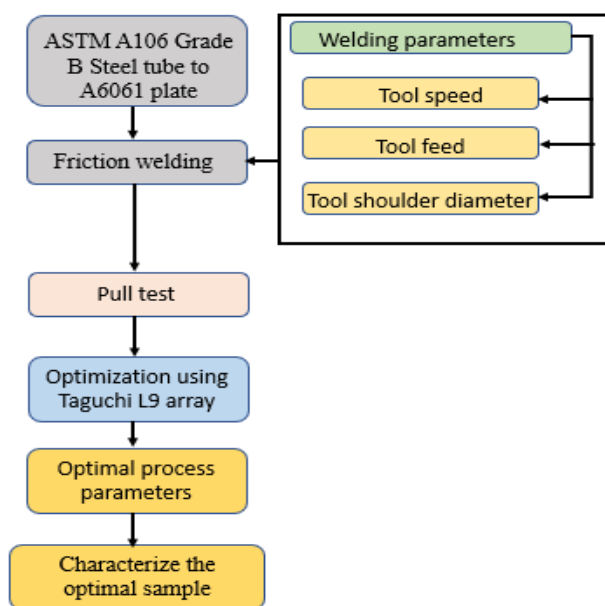 ASTM A106 Grade
B Steel tube to
A6061 plate
Friction welding
Welding parameters
Tool speed
Tool feed
Tool shoulder diameter
Pull test
Optimization using
Taguchi L9 array
Optimal process
parameters
Characterize the
optimal sample